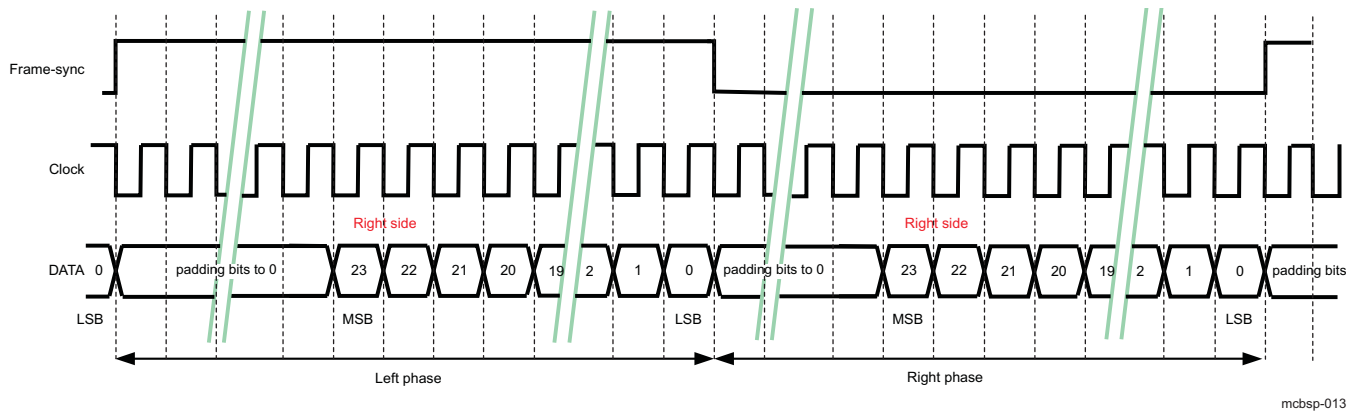 Frame-sync
Clock
Right side Right side
DATA 0 padding bits to 0 23 22 21 20 19 2 1 0 padding bits to 0 23 22 21 20 19 2 1 0 padding bits
LSB MSB LSB MSB LSB
Left phase Right phase
mcbsp-013